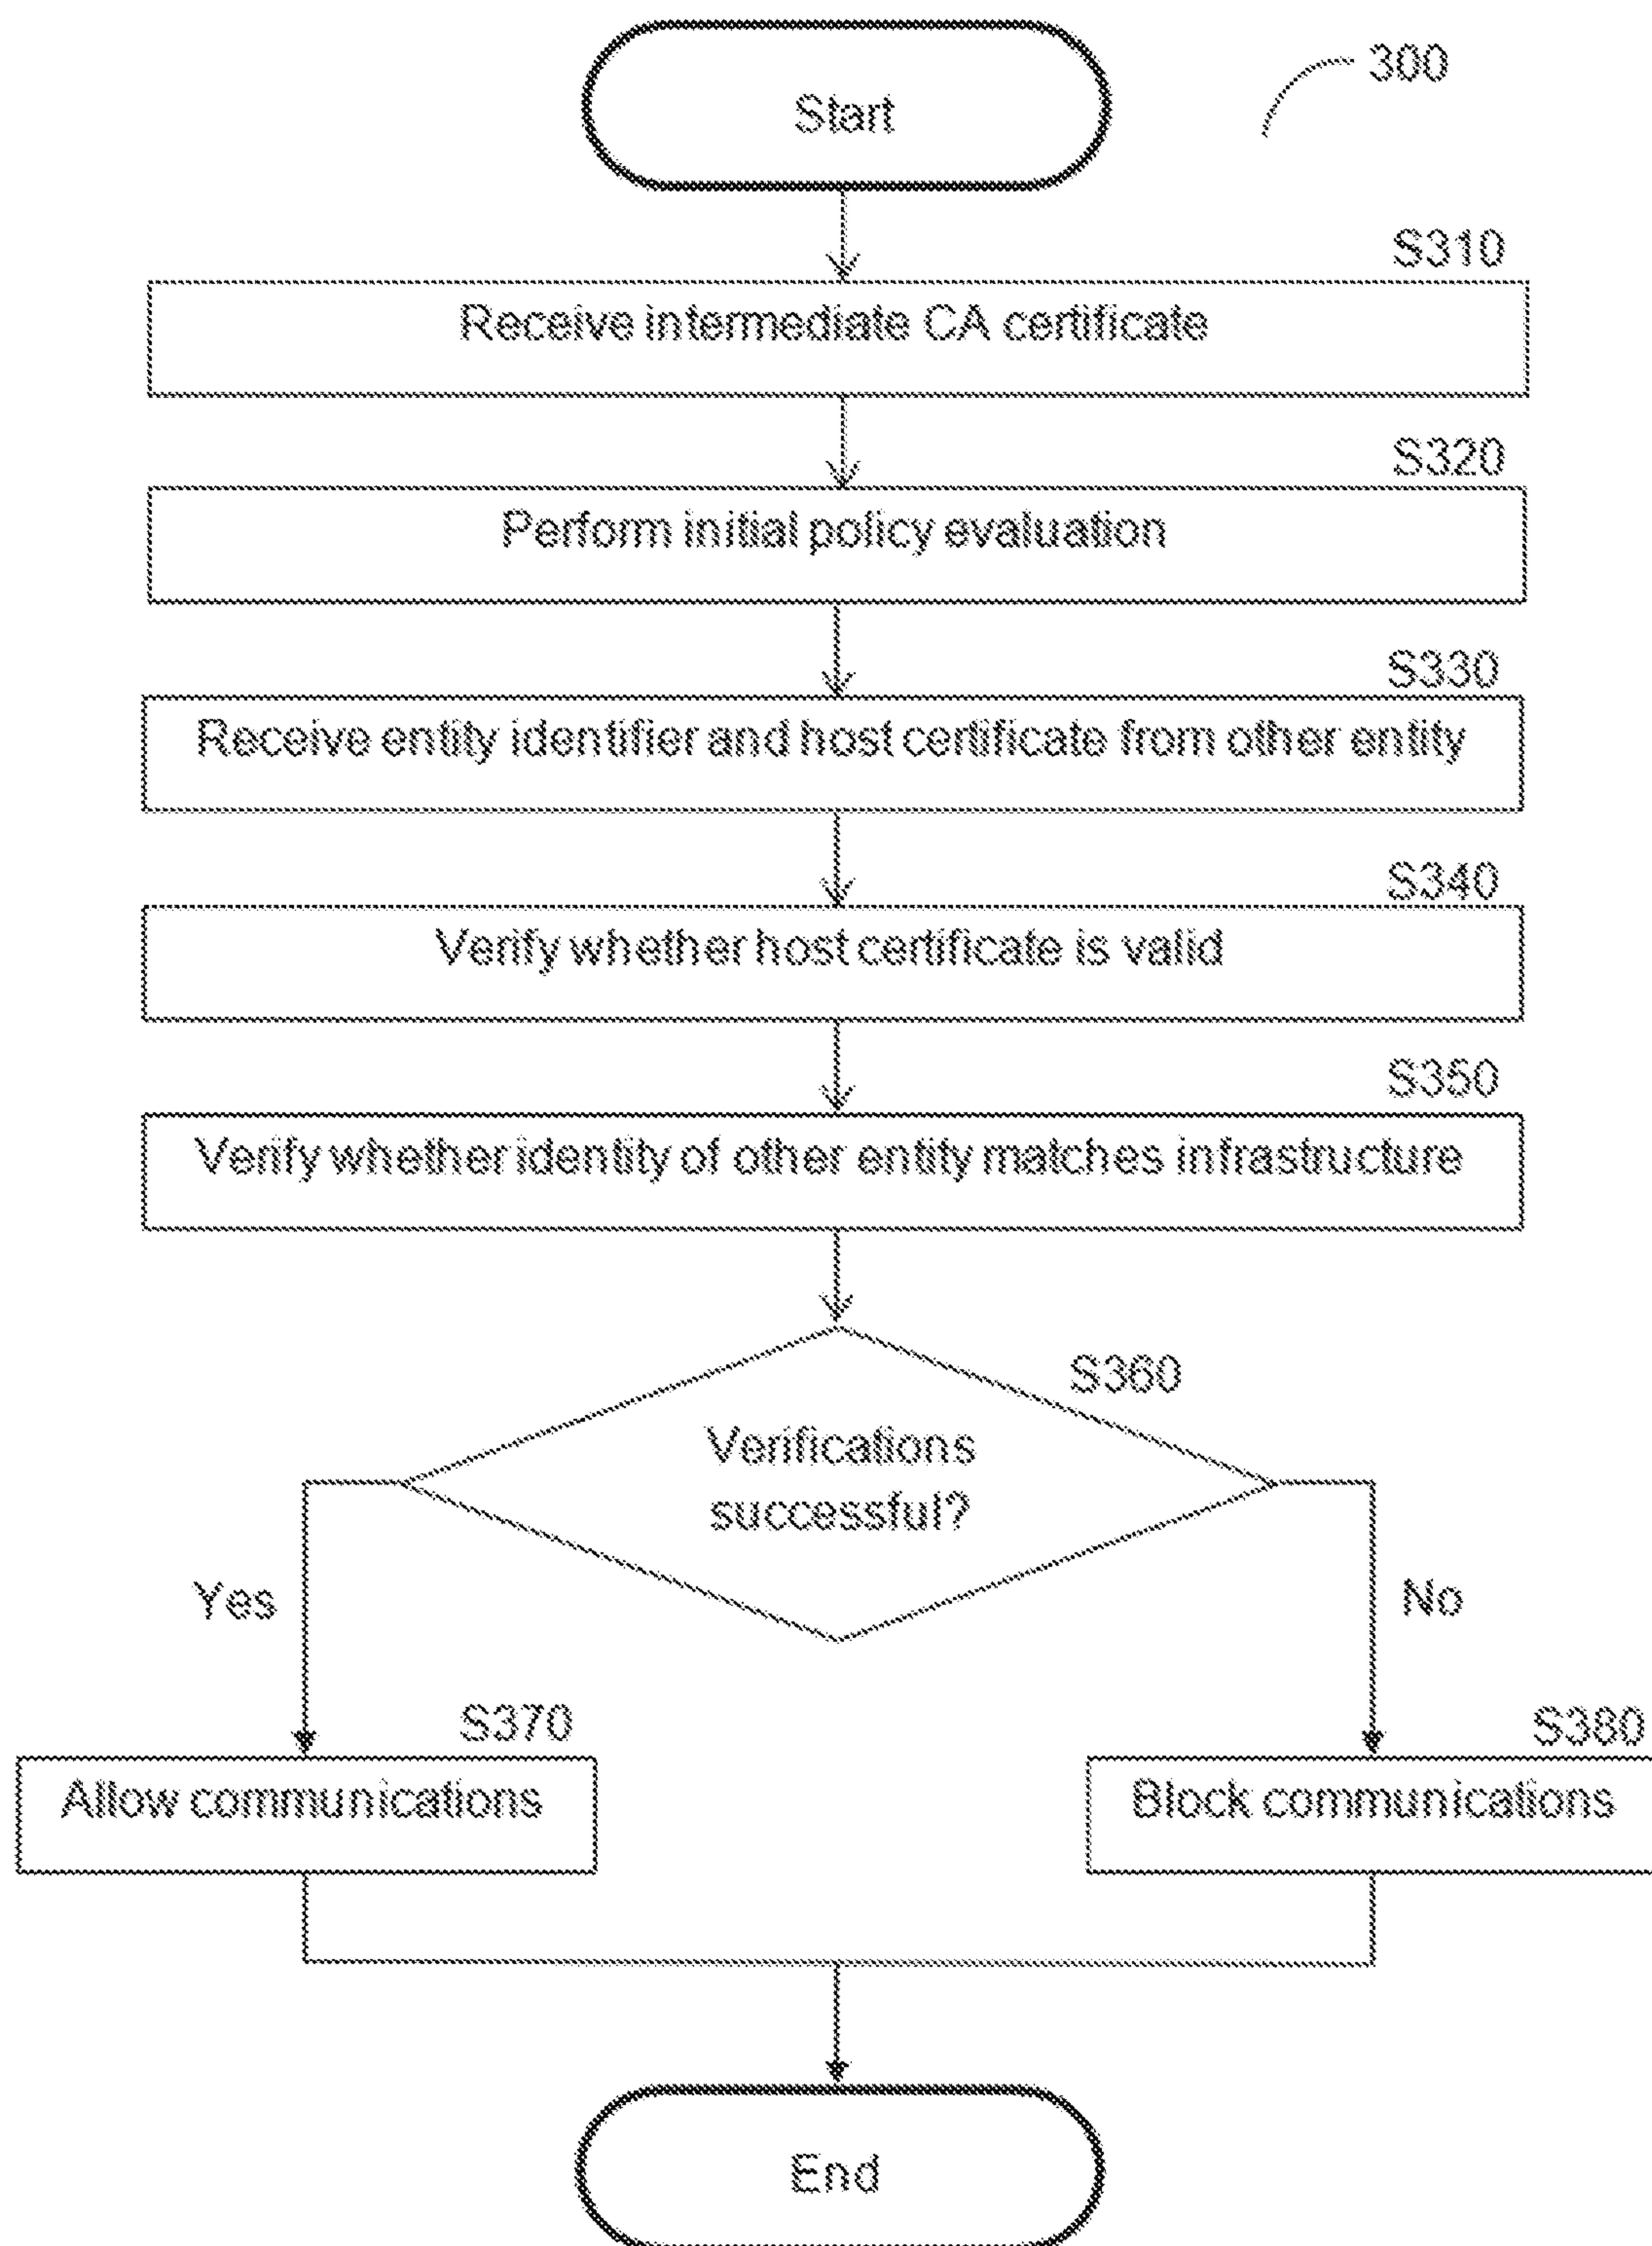 Start
300
S310
Receive intermediate CA certificate
S320
Perform initial policy evaluation
S330
Receive entity identifier and host certificate from other entity
S340
Verify whether host certificate is valid
S350
Verify whether identity of other entity matches infrastructure
S360
Verifications
successful?
Yes
No
S370
S380
Allow communications
Block communications
End